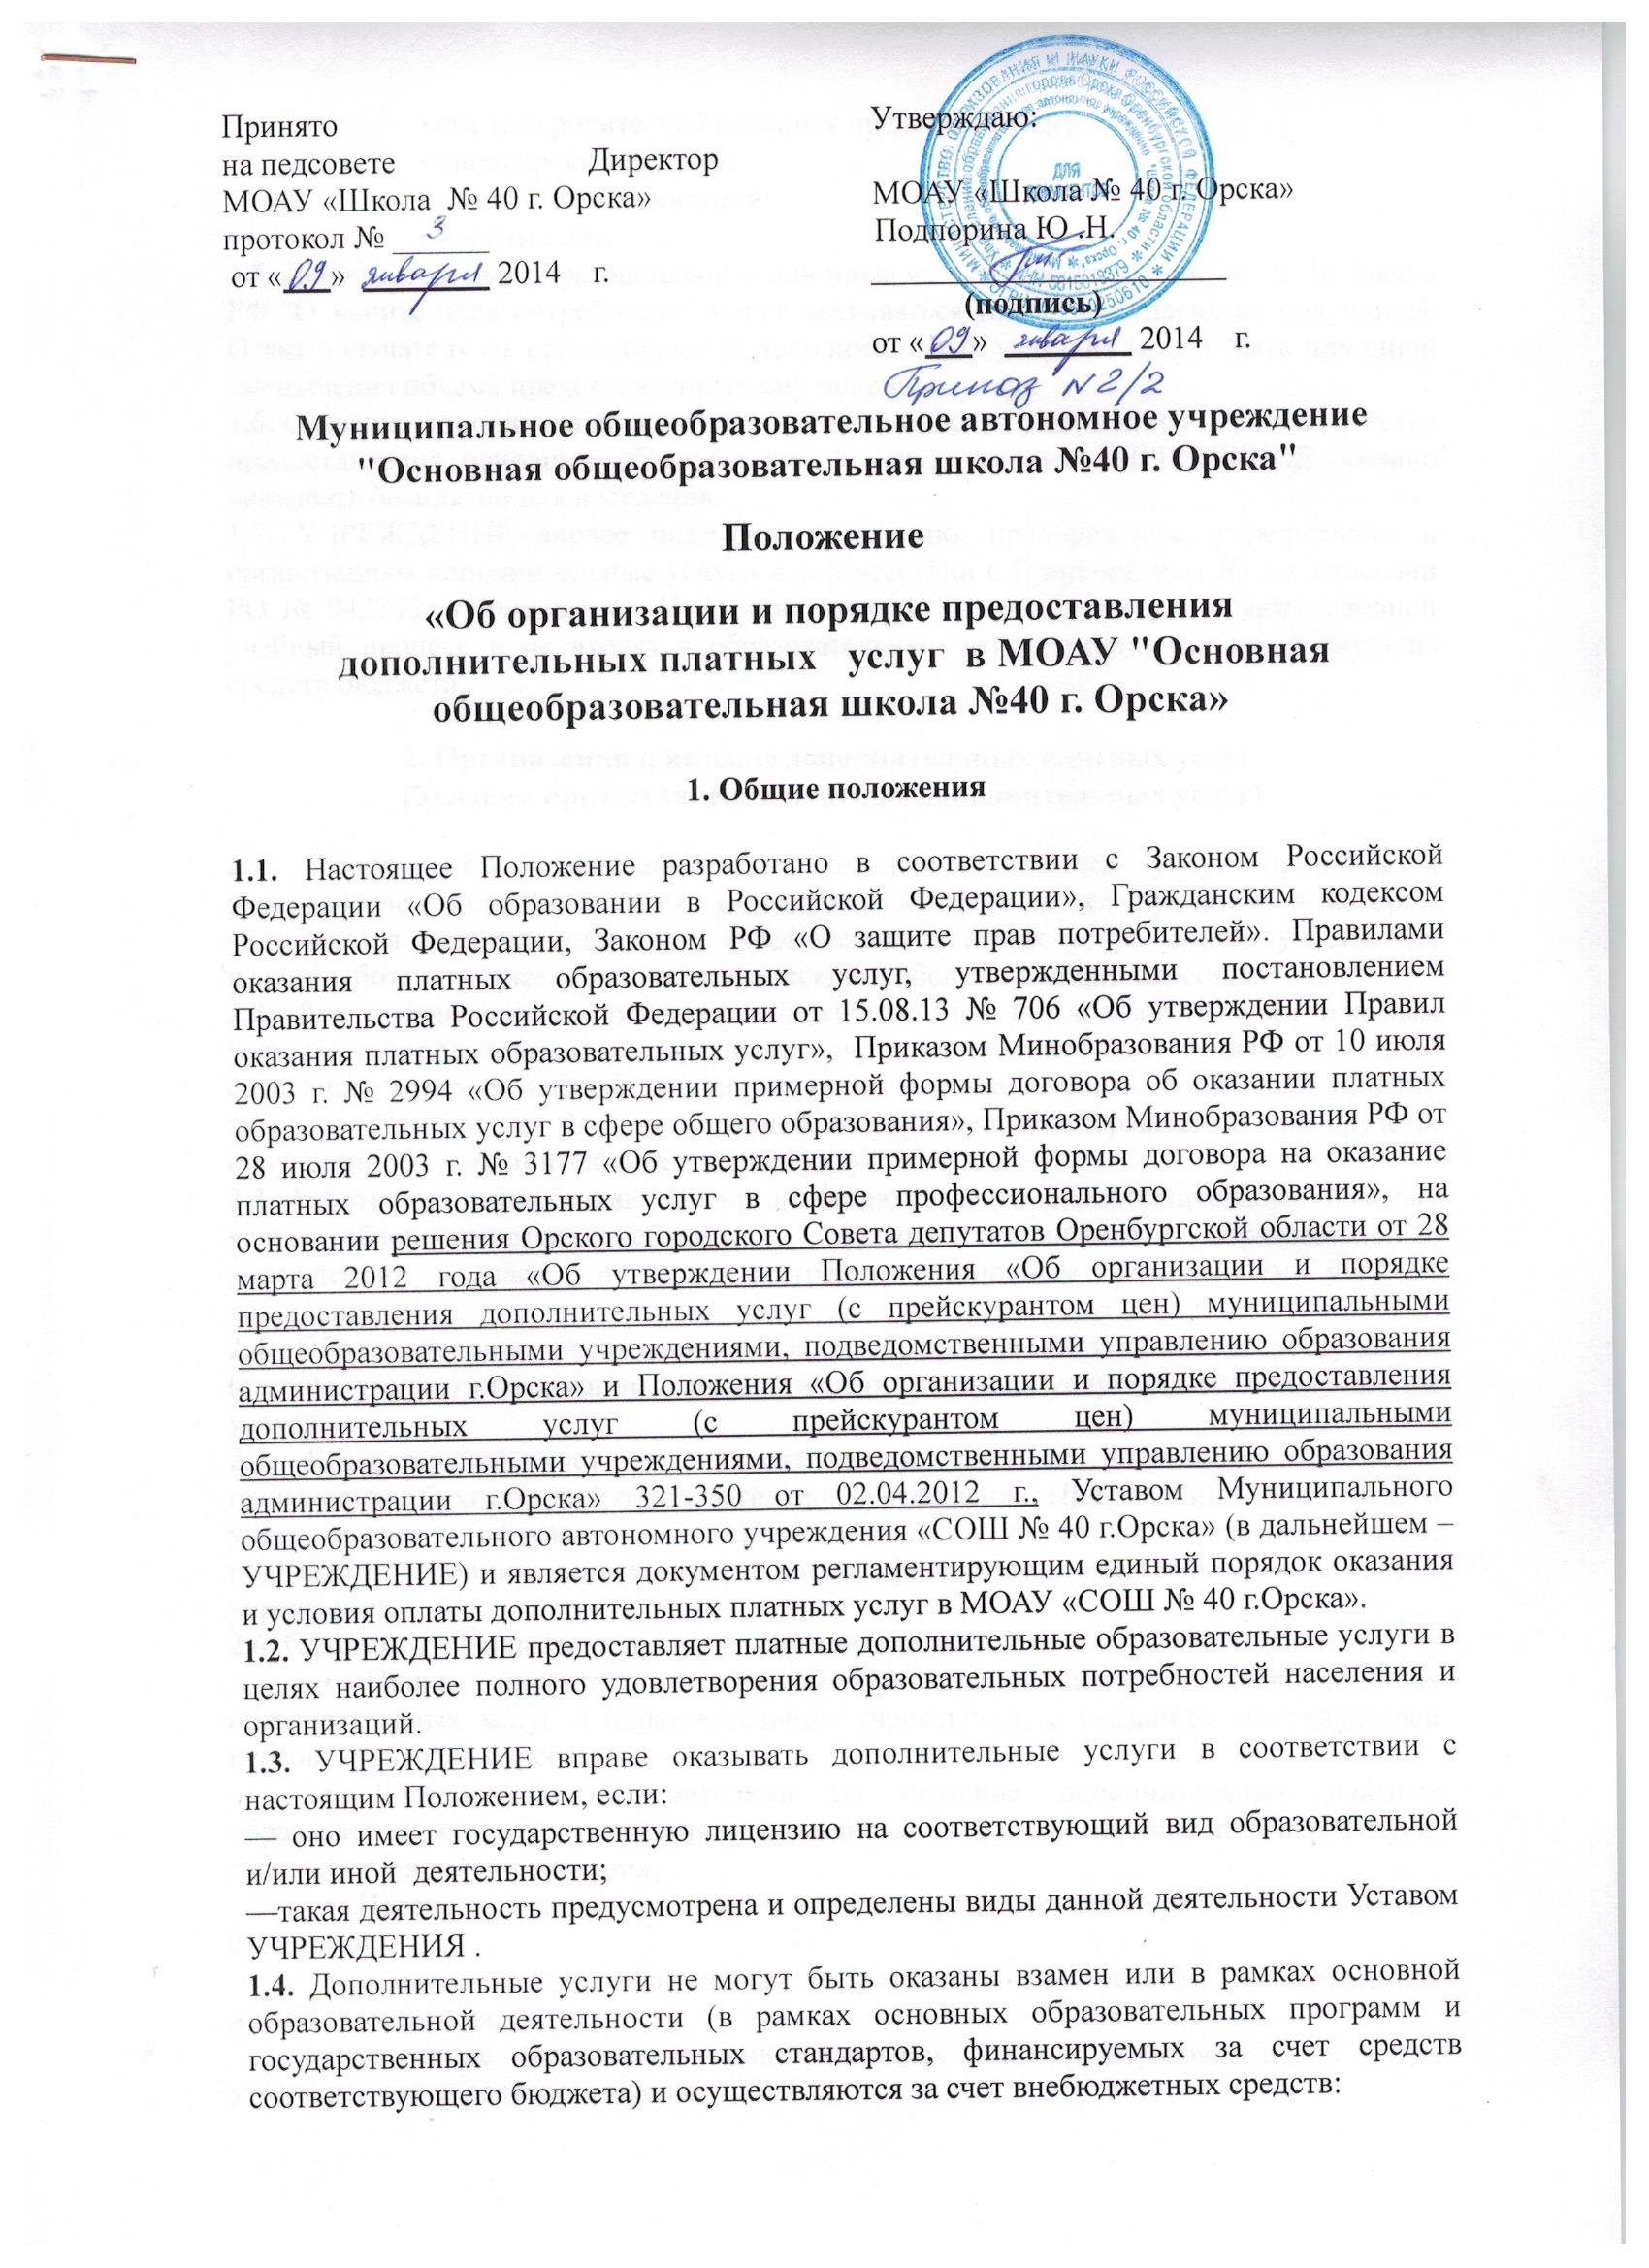 Принято
на педсовете Директор
МОАУ «Школа № 40 г. Орска»
протокол № 3
от «09» января 2014 г.
Утверждаю:
МОАУ «Школа № 40 г. Орска»
Подпорина Ю .Н.
(подпись)
от «09» января 2014 г.
Приказ № 2/2
ДЛЯ
Муниципальное общеобразовательное автономное учреждение
"Основная общеобразовательная школа №40 г. Орска"
Положение
«Об организации и порядке предоставления
дополнительных платных услуг в МОАУ "Основная
общеобразовательная школа №40 г. Орска»
1. Общие положения
1.1. Настоящее Положение разработано в соответствии с Законом Российской
Федерации «Об образовании в Российской Федерации», Гражданским кодексом
Российской Федерации, Законом РФ «О защите прав потребителей». Правилами
оказания платных образовательных услуг, утвержденными постановлением
Правительства Российской Федерации от 15.08.13 № 706 «Об утверждении Правил
оказания платных образовательных услуг», Приказом Минобразования РФ от 10 июля
2003 г. № 2994 «Об утверждении примерной формы договора об оказании платных
образовательных услуг в сфере общего образования», Приказом Минобразования РФ от
28 июля 2003 г. № 3177 «Об утверждении примерной формы договора на оказание
платных образовательных услуг в сфере профессионального образования», на
основании решения Орского городского Совета депутатов Оренбургской области от 28
марта 2012 года «Об утверждении Положения «Об организации и порядке
предоставления дополнительных услуг (с прейскурантом цен) муниципальными
общеобразовательными учреждениями, подведомственными управлению образования
администрации г.Орска» и Положения «Об организации и порядке предоставления
дополнительных услуг (с прейскурантом цен) муниципальными
общеобразовательными учреждениями, подведомственными управлению образования
администрации г.Орска» 321-350 от 02.04.2012 г., Уставом Муниципального
общеобразовательного автономного учреждения «СОШ № 40 г.Орска» (в дальнейшем –
УЧРЕЖДЕНИЕ) и является документом регламентирующим единый порядок оказания
и условия оплаты дополнительных платных услуг в МОАУ «СОШ № 40 г.Орска».
1.2. УЧРЕЖДЕНИЕ предоставляет платные дополнительные образовательные услуги в
целях наиболее полного удовлетворения образовательных потребностей населения и
организаций.
1.3. УЧРЕЖДЕНИЕ вправе оказывать дополнительные услуги в соответствии с
настоящим Положением, если:
— оно имеет государственную лицензию на соответствующий вид образовательной
и/или иной деятельности;
—такая деятельность предусмотрена и определены виды данной деятельности Уставом
УЧРЕЖДЕНИЯ .
1.4. Дополнительные услуги не могут быть оказаны взамен или в рамках основной
образовательной деятельности (в рамках основных образовательных программ и
государственных образовательных стандартов, финансируемых за счет средств
соответствующего бюджета) и осуществляются за счет внебюджетных средств: